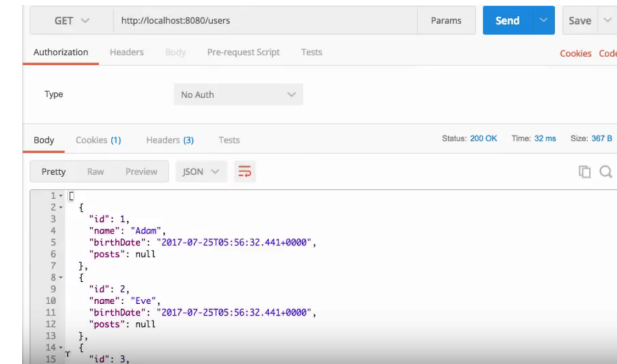 GET http://localhost:8080/users Params Send Save
Authorization Headers Body Pre-request Script Tests Cookies Code
Type No Auth
Body Cookies (1) Headers (3) Tests Status: 200 OK Time: 32 ms Size: 367 B
Pretty Raw Preview JSON
1 [
2 {
3 "id": 1,
4 "name": "Adam",
5 "birthDate": "2017-07-25T05:56:32.441+0000",
6 "posts": null
7 },
8 {
9 "id": 2,
10 "name": "Eve",
11 "birthDate": "2017-07-25T05:56:32.441+0000",
12 "posts": null
13 },
14 {
15 "id": 3,